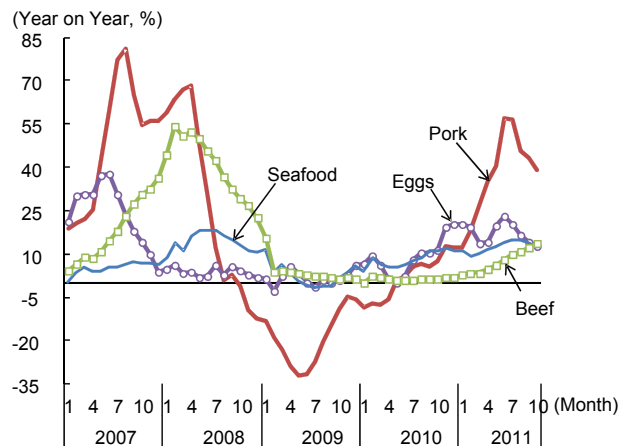 (Year on Year, %)
85
70
55
40
25
10
-5
-20
-35
Pork
Seafood
Eggs
Beef
1 4 7 10 1 4 7 10 1 4 7 10 1 4 7 10 1 4 7 10 (Month)
2007 2008 2009 2010 2011